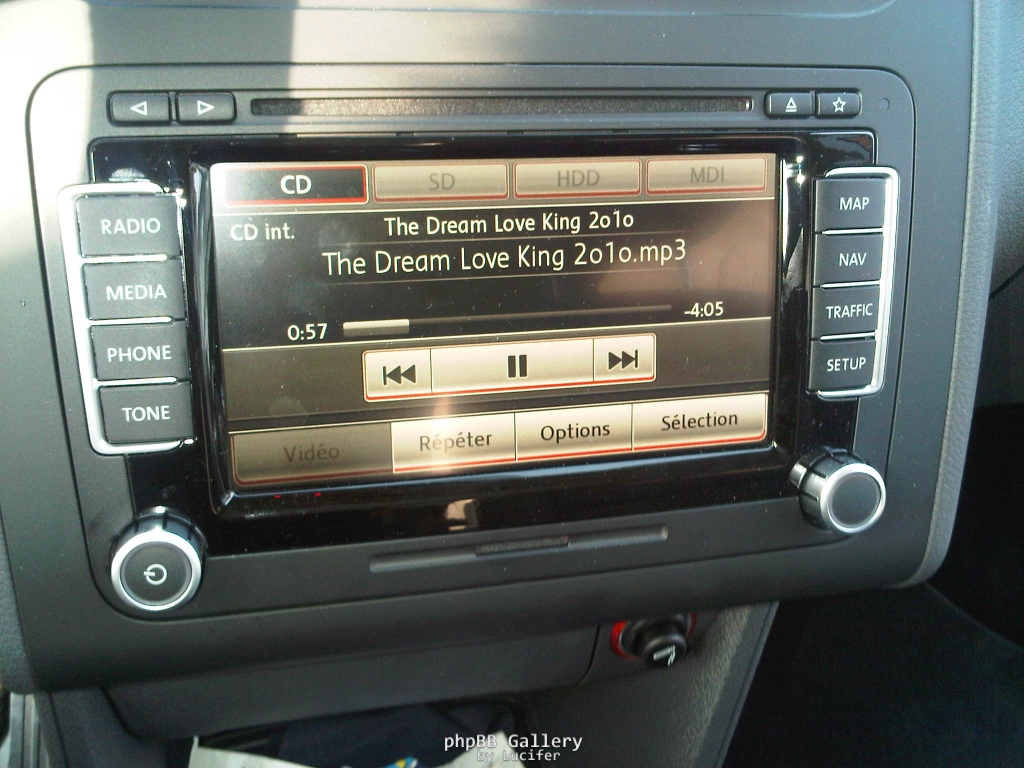 CD SD HDD MDI
CD int. The Dream Love King 2o1o
The Dream Love King 2o1o.mp3
0:57 -4:05
Vidéo Répéter Options Sélection
RADIO
MEDIA
PHONE
TONE
MAP
NAV
TRAFFIC
SETUP
phpBB Gallery
by Lucifer